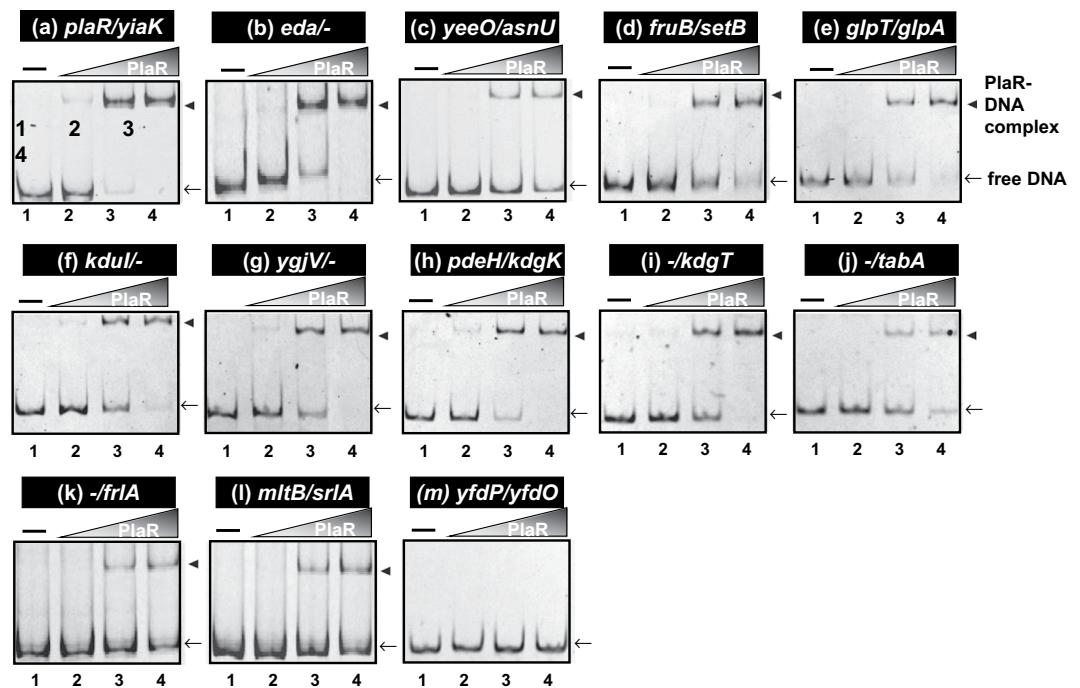 (a) plaR/yiaK (b) eda/- (c) yeeO/asnU (d) fruB/setB (e) glpT/glpA
PlaR PlaR PlaR PlaR PlaR
PlaR-
DNA
complex
1 2 3
4
free DNA
1 2 3 4 1 2 3 4 1 2 3 4 1 2 3 4 1 2 3 4
(f) kduI/- (g) ygjV/- (h) pdeH/kdgK (i) -/kdgT (j) -/tabA
PlaR PlaR PlaR PlaR PlaR
1 2 3 4 1 2 3 4 1 2 3 4 1 2 3 4 1 2 3 4
(k) -/frlA (l) mltB/srlA (m) yfdP/yfdO
PlaR PlaR PlaR
1 2 3 4 1 2 3 4 1 2 3 4